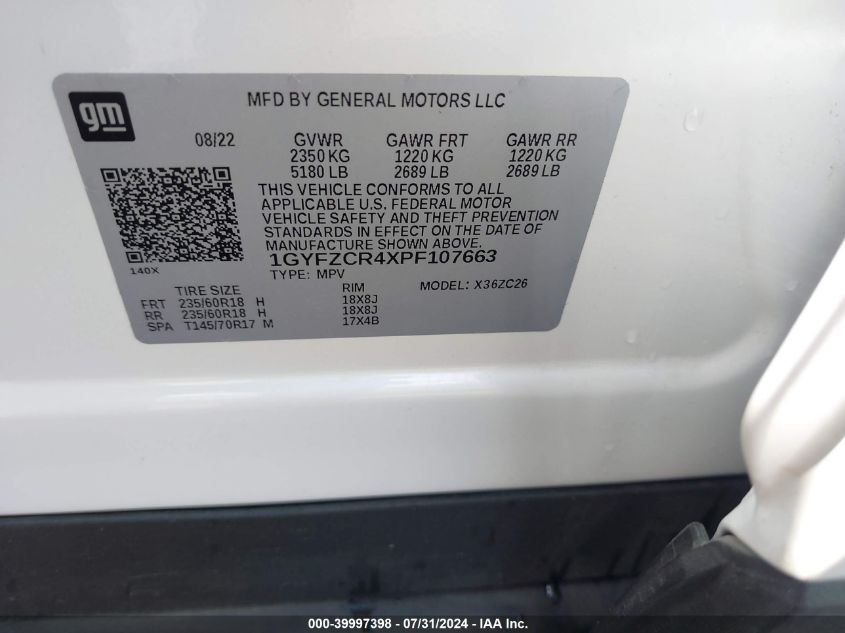 gm
MFD BY GENERAL MOTORS LLC
08/22 GVWR GAWR FRT GAWR RR
2350 KG 1220 KG 1220 KG
5180 LB 2689 LB 2689 LB
THIS VEHICLE CONFORMS TO ALL
APPLICABLE U.S. FEDERAL MOTOR
VEHICLE SAFETY AND THEFT PREVENTION
STANDARDS IN EFFECT ON THE DATE OF
MANUFACTURE SHOWN ABOVE.
140X
1GYFZCR4XPF107663
TYPE: MPV MODEL: X36ZC26
TIRE SIZE RIM
FRT 235/60R18 H 18X8J
RR 235/60R18 H 18X8J
SPA T145/70R17 M 17X4B
000-39997398 - 07/31/2024 - IAA Inc.